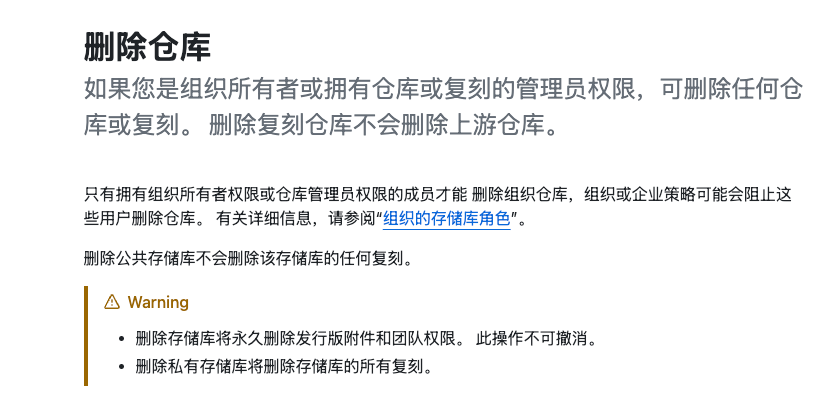 删除仓库
如果您是组织所有者或拥有仓库或复刻的管理员权限，可删除任何仓
库或复刻。 删除复刻仓库不会删除上游仓库。
只有拥有组织所有者权限或仓库管理员权限的成员才能 删除组织仓库，组织或企业策略可能会阻止这
些用户删除仓库。 有关详细信息，请参阅“组织的存储库角色”。
删除公共存储库不会删除该存储库的任何复刻。
Warning
• 删除存储库将永久删除发行版附件和团队权限。 此操作不可撤消。
• 删除私有存储库将删除存储库的所有复刻。